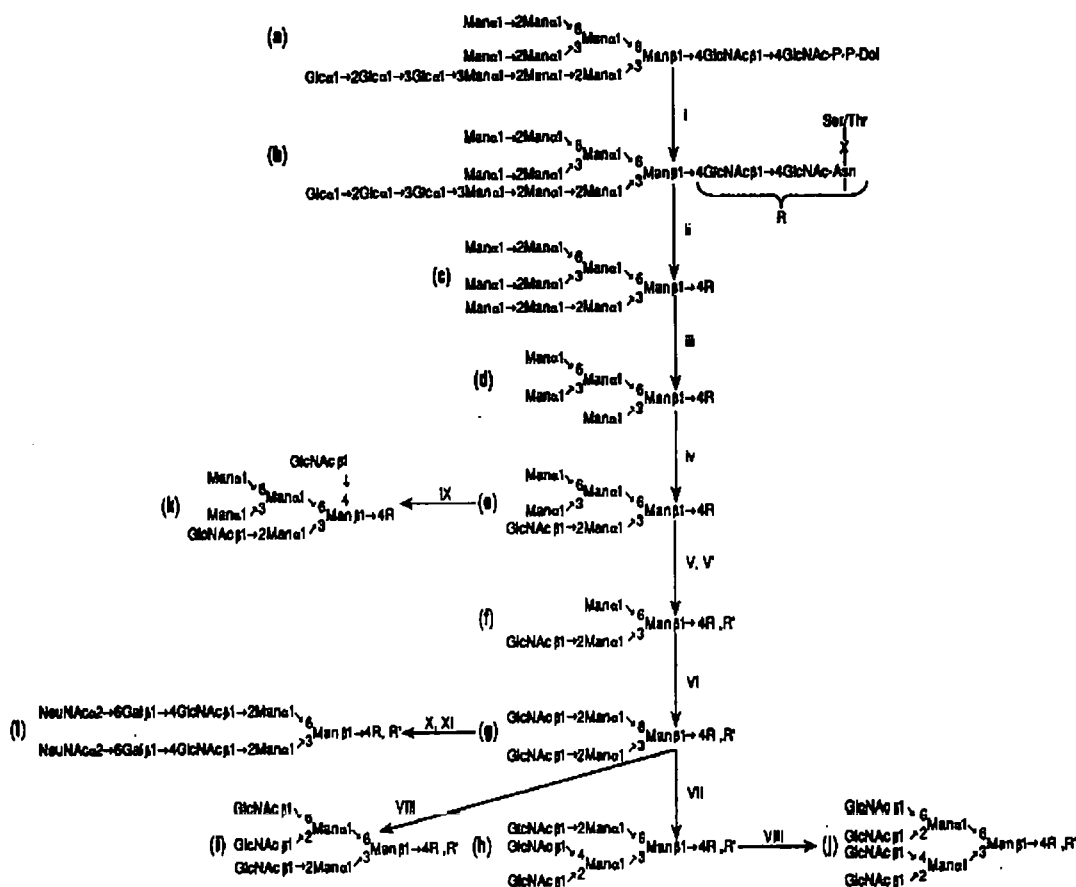 (a)
Manα1→2Manα1↘6
Manα1↘6
Manα1→2Manα1↗3
Manβ1→4GlcNAcβ1→4GlcNAc-P-P-Dol
Glcα1→2Glcα1→3Glcα1→3Manα1→2Manα1→2Manα1↗3
i
Ser/Thr
X
(b)
Manα1→2Manα1↘6
Manα1↘6
Manα1→2Manα1↗3
Manβ1→4GlcNAcβ1→4GlcNAc-Asn
Glcα1→2Glcα1→3Glcα1→3Manα1→2Manα1→2Manα1↗3
R
ii
(c)
Manα1→2Manα1↘6
Manα1↘6
Manα1→2Manα1↗3
Manβ1→4R
Manα1→2Manα1→2Manα1↗3
iii
(d)
Manα1↘6
Manα1↘6
Manα1↗3
Manβ1→4R
Manα1↗3
iv
(k)
GlcNAcβ1
↓
4
Manα1↘6
Manα1↘6
Manα1↗3
Manβ1→4R
GlcNAcβ1→2Manα1↗3
IX
(e)
Manα1↘6
Manα1↘6
Manα1↗3
Manβ1→4R
GlcNAcβ1→2Manα1↗3
V, V'
(f)
Manα1↘6
Manβ1→4R,R'
GlcNAcβ1→2Manα1↗3
VI
(l)
NeuNAcα2→6Galβ1→4GlcNAcβ1→2Manα1↘6
Manβ1→4R, R'
NeuNAcα2→6Galβ1→4GlcNAcβ1→2Manα1↗3
X, XI
(g)
GlcNAcβ1→2Manα1↘6
Manβ1→4R,R'
GlcNAcβ1→2Manα1↗3
VIII
VII
(i)
GlcNAcβ1↘6
Manα1↘6
GlcNAcβ1↗2
Manβ1→4R,R'
GlcNAcβ1→2Manα1↗3
(h)
GlcNAcβ1→2Manα1↘6
GlcNAcβ1↘4
Manβ1→4R,R'
Manα1↗3
GlcNAcβ1↗2
VIII
(j)
GlcNAcβ1↘6
Manα1↘6
GlcNAcβ1↗2
Manβ1→4R,R'
GlcNAcβ1↘4
Manα1↗3
GlcNAcβ1↗2